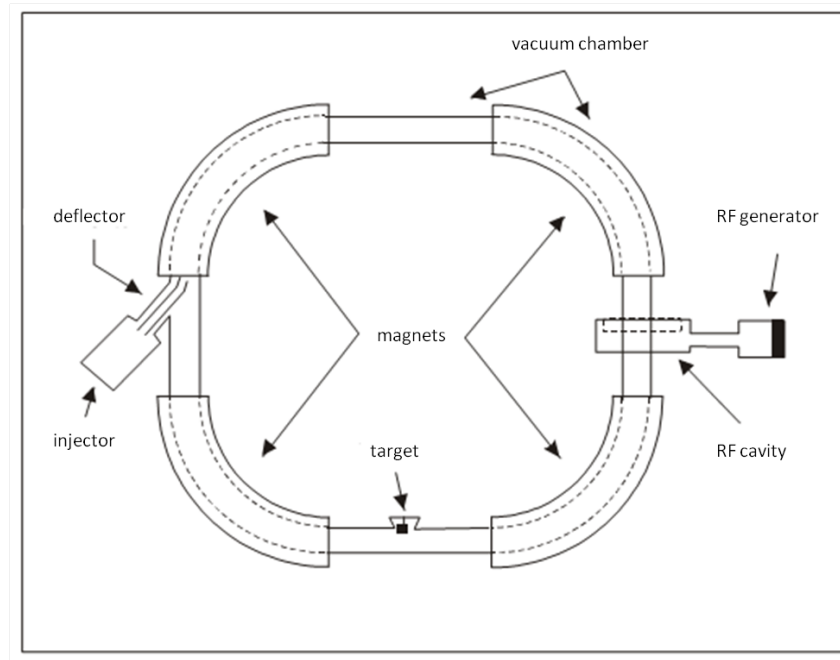 vacuum chamber
deflector
RF generator
magnets
injector
target
RF cavity